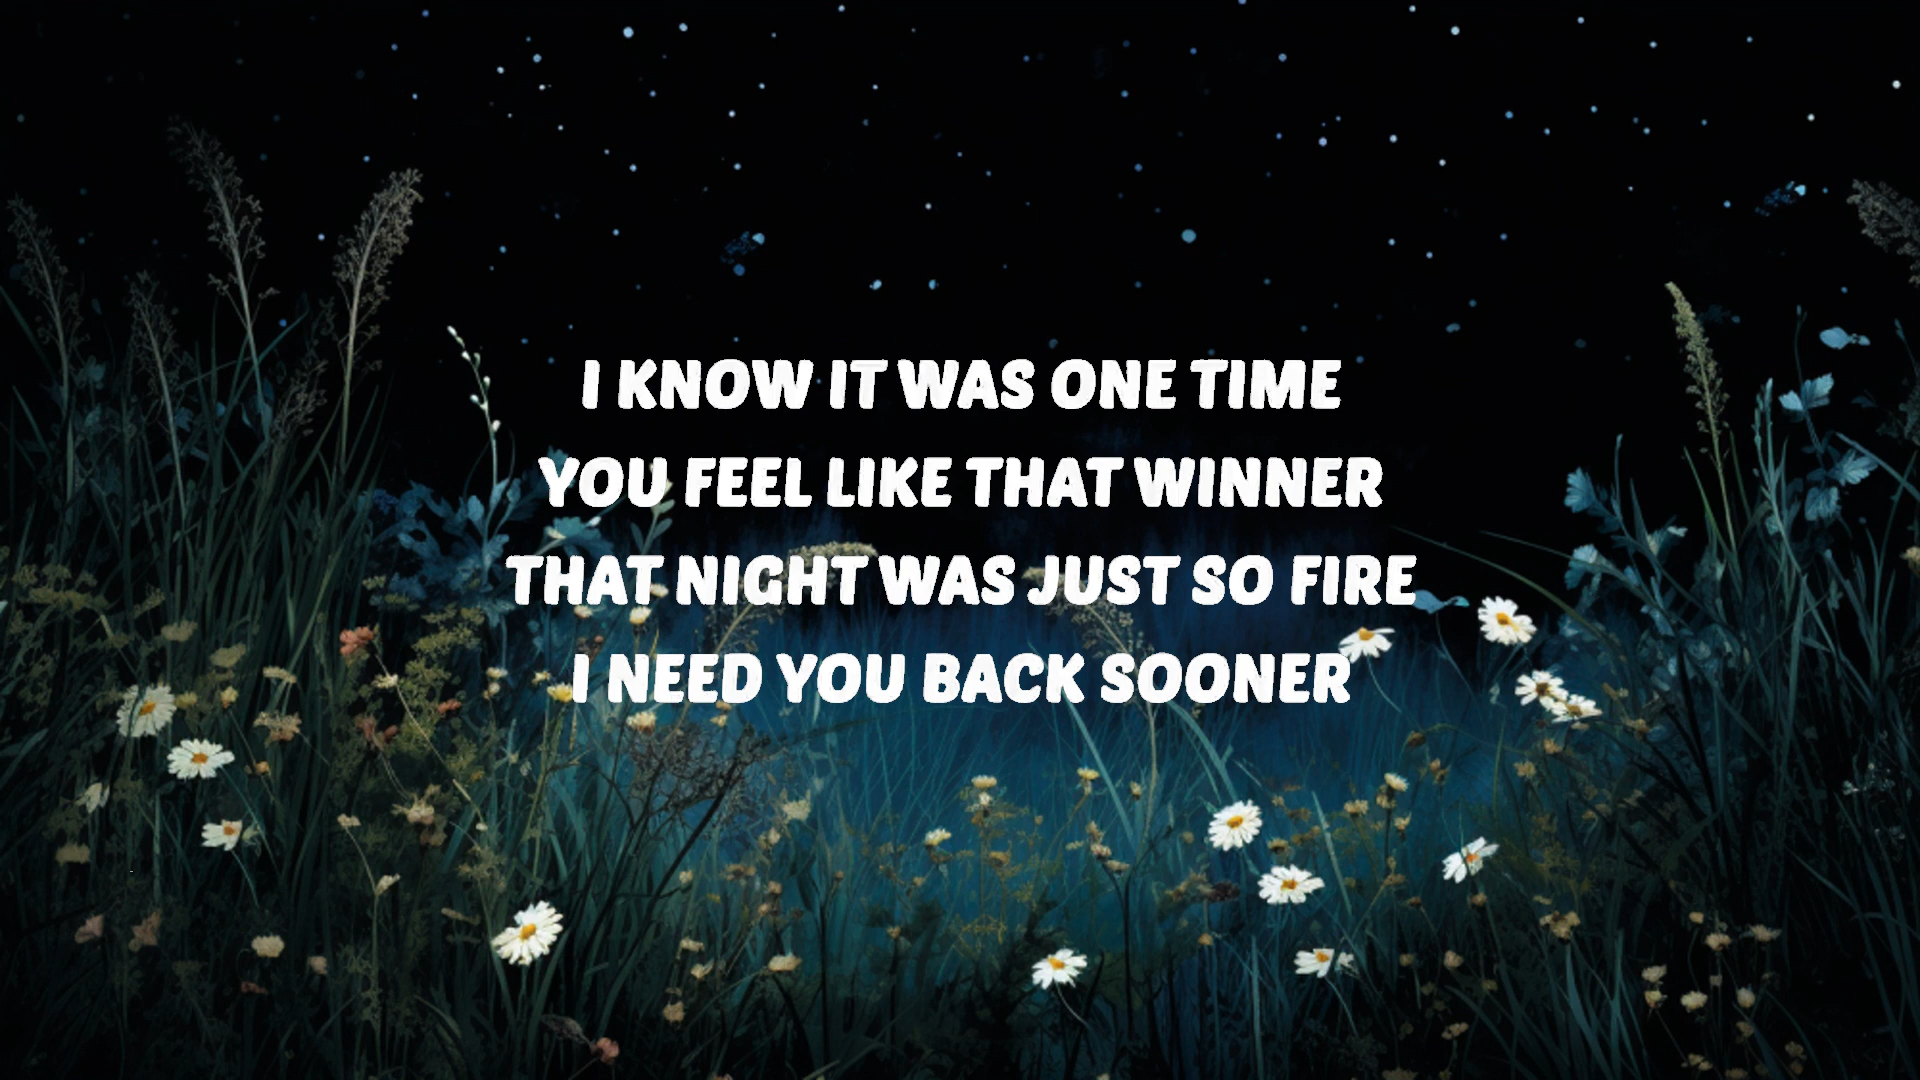 I KNOW IT WAS ONE TIME
YOU FEEL LIKE THAT WINNER
THAT NIGHT WAS JUST SO FIRE
I NEED YOU BACK SOONER